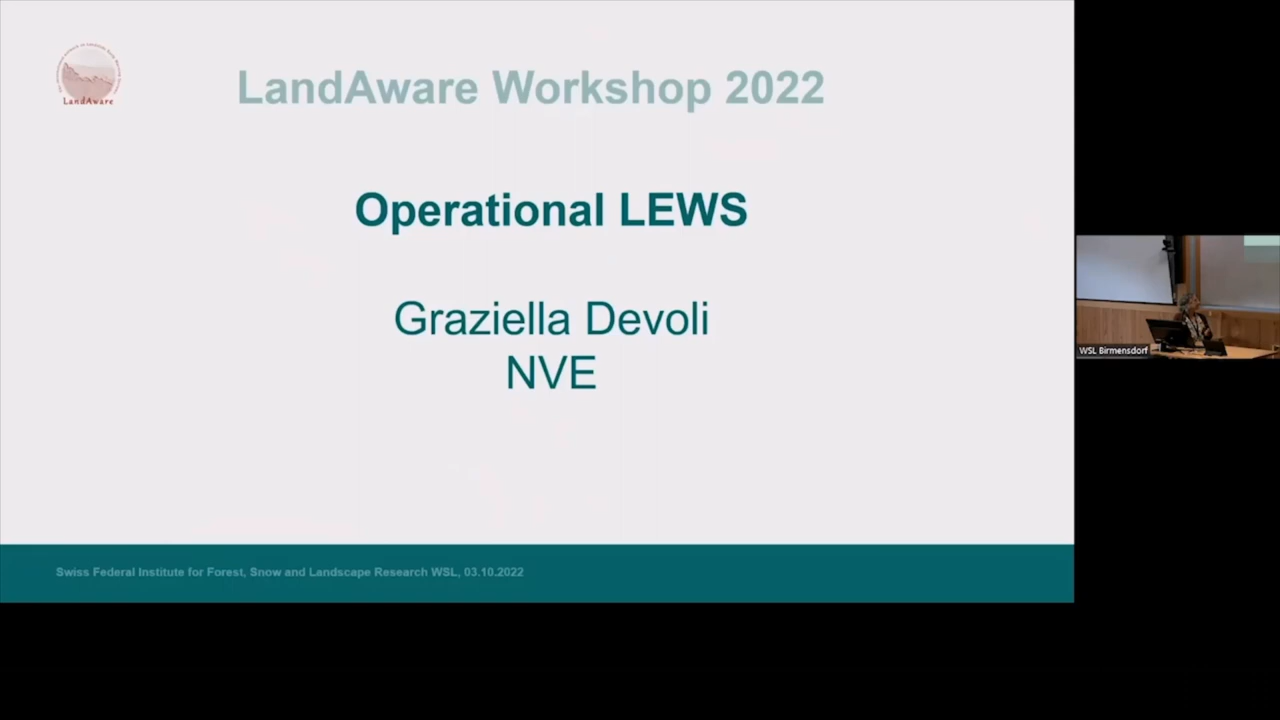 LandAware
LandAware Workshop 2022
Operational LEWS
Graziella Devoli
NVE
WSL Birmensdorf
Swiss Federal Institute for Forest, Snow and Landscape Research WSL, 03.10.2022